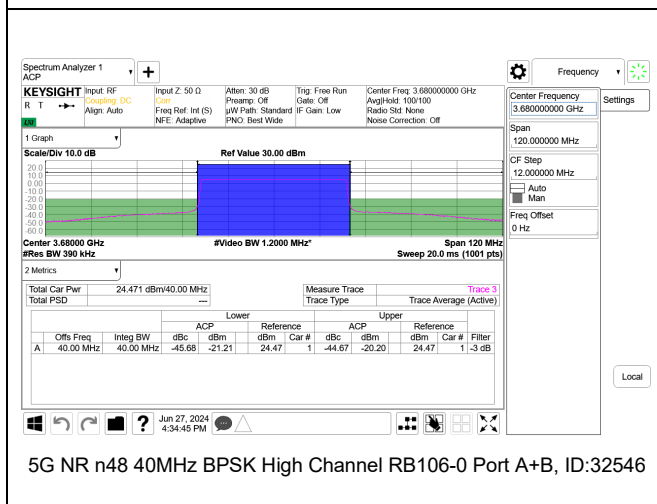 Spectrum Analyzer 1
ACP
Frequency
KEYSIGHT
R T
LXI
Input: RF
Coupling: DC
Align: Auto
Input Z: 50 Ω
Corr
Freq Ref: Int (S)
NFE: Adaptive
Atten: 30 dB
Preamp: Off
µW Path: Standard
PNO: Best Wide
Trig: Free Run
Gate: Off
IF Gain: Low
Center Freq: 3.680000000 GHz
Avg|Hold: 100/100
Radio Std: None
Noise Correction: Off
Center Frequency
3.680000000 GHz
Settings
Span
120.000000 MHz
CF Step
12.000000 MHz
Auto
Man
Freq Offset
0 Hz
Local
1 Graph
Scale/Div 10.0 dB
Ref Value 30.00 dBm
20.0
10.0
0.00
-10.0
-20.0
-30.0
-40.0
-50.0
-60.0
Center 3.68000 GHz
#Video BW 1.2000 MHz*
Span 120 MHz
#Res BW 390 kHz
Sweep 20.0 ms (1001 pts)
2 Metrics
Total Car Pwr 24.471 dBm/40.00 MHz
Total PSD ---
Measure Trace Trace 3
Trace Type Trace Average (Active)
Lower Upper
ACP Reference ACP Reference
Offs Freq Integ BW dBc dBm dBm Car # dBc dBm dBm Car # Filter
A 40.00 MHz 40.00 MHz -45.68 -21.21 24.47 1 -44.67 -20.20 24.47 1 -3 dB
?
Jun 27, 2024
4:34:45 PM
5G NR n48 40MHz BPSK High Channel RB106-0 Port A+B, ID:32546